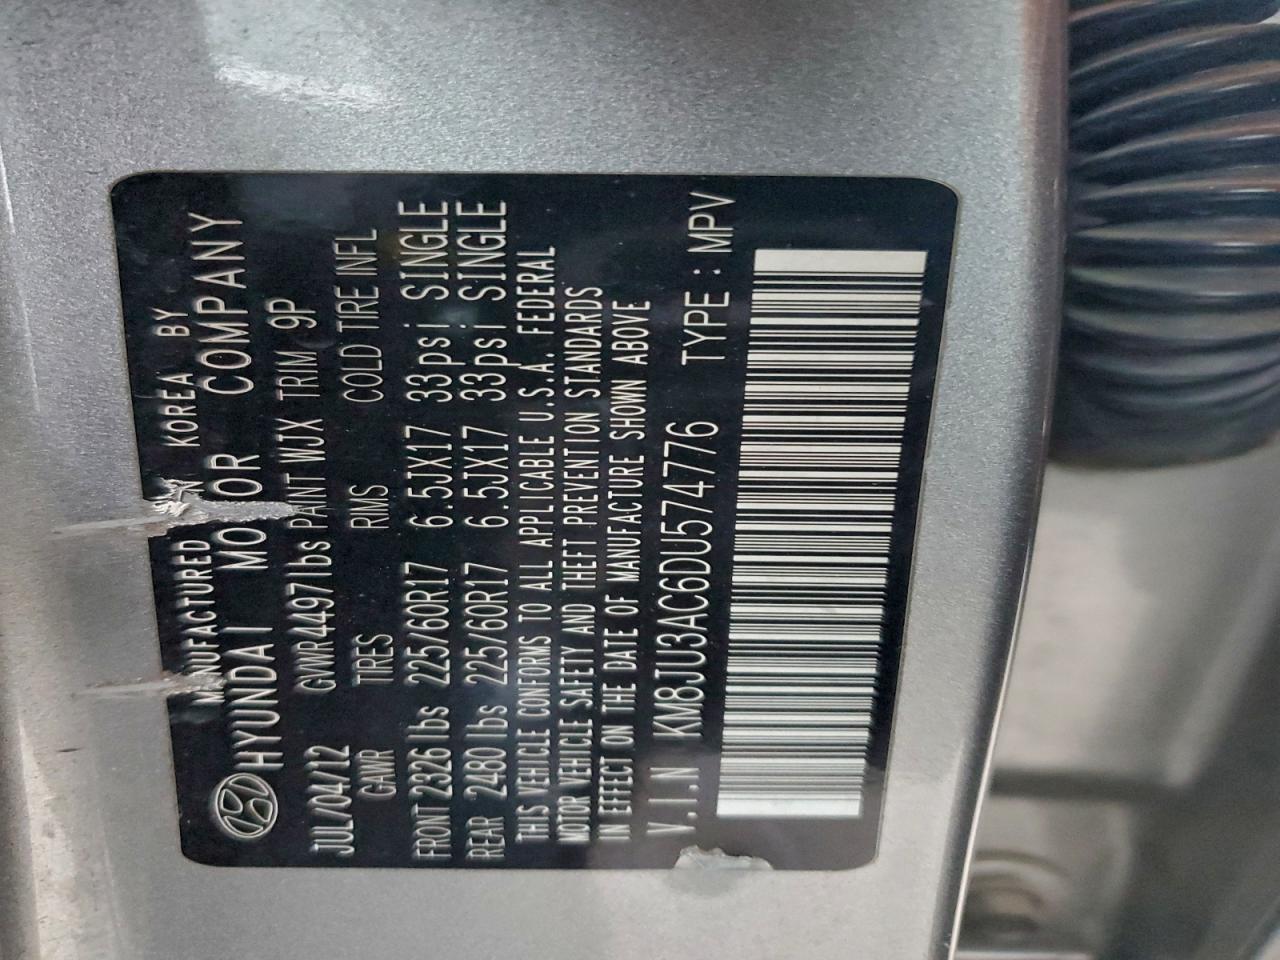 MANUFACTURED IN KOREA BY
HYUNDAI MOTOR COMPANY
JUL/04/12 GVWR 4497lbs PAINT WJX TRIM 9P
GAWR TIRES RIMS COLD TIRE INFL
FRONT 2326 lbs 225/60R17 6.5JX17 33psi SINGLE
REAR 2480 lbs 225/60R17 6.5JX17 33psi SINGLE
THIS VEHICLE CONFORMS TO ALL APPLICABLE U.S.A. FEDERAL
MOTOR VEHICLE SAFETY AND THEFT PREVENTION STANDARDS
IN EFFECT ON THE DATE OF MANUFACTURE SHOWN ABOVE
V.I.N KM8JU3AC6DU574776 TYPE : MPV